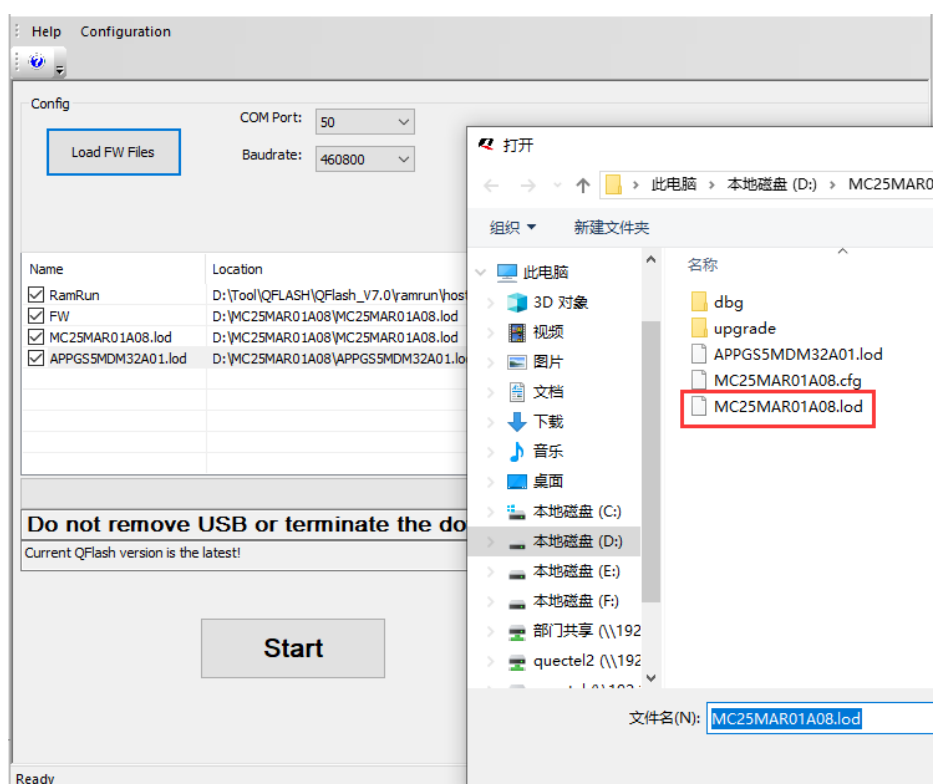 Help Configuration
Config
Load FW Files
COM Port: 50
Baudrate: 460800
Name Location
RamRun D:\Tool\QFLASH\QFlash_V7.0\ramrun\host
FW D:\MC25MAR01A08\MC25MAR01A08.lod
MC25MAR01A08.lod D:\MC25MAR01A08\MC25MAR01A08.lod
APPGS5MDM32A01.lod D:\MC25MAR01A08\APPGS5MDM32A01.lo
Do not remove USB or terminate the do
Current QFlash version is the latest!
Start
Ready
打开
此电脑 › 本地磁盘 (D:) › MC25MAR0
组织 新建文件夹
此电脑
3D 对象
视频
图片
文档
下载
音乐
桌面
本地磁盘 (C:)
本地磁盘 (D:)
本地磁盘 (E:)
本地磁盘 (F:)
部门共享 (\\192
quectel2 (\\192
名称
dbg
upgrade
APPGS5MDM32A01.lod
MC25MAR01A08.cfg
MC25MAR01A08.lod
文件名(N): MC25MAR01A08.lod